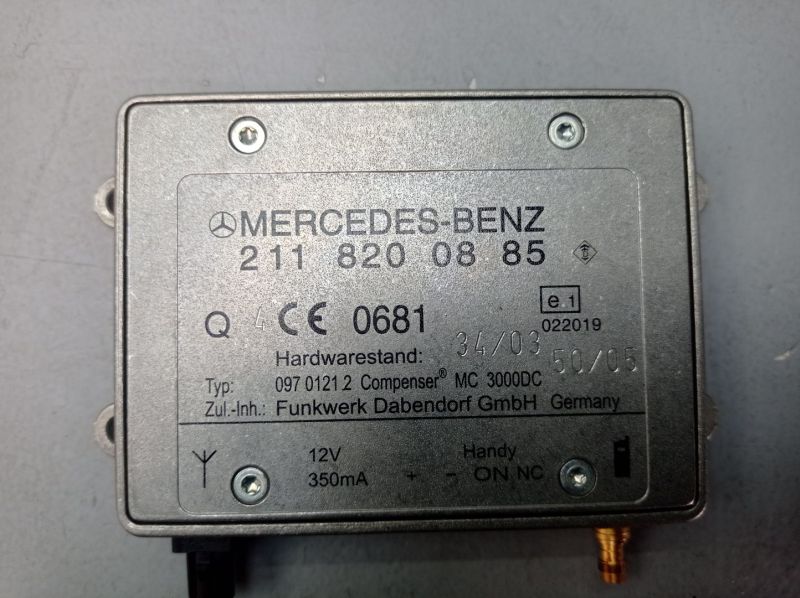 MERCEDES-BENZ
211 820 08 85
Q 4 CE 0681
e 1
022019
Hardwarestand: 34/03
50/05
Typ: 097 0121.2 Compenser® MC 3000DC
Zul.-Inh.: Funkwerk Dabendorf GmbH Germany
12V Handy
350mA + - ON NC